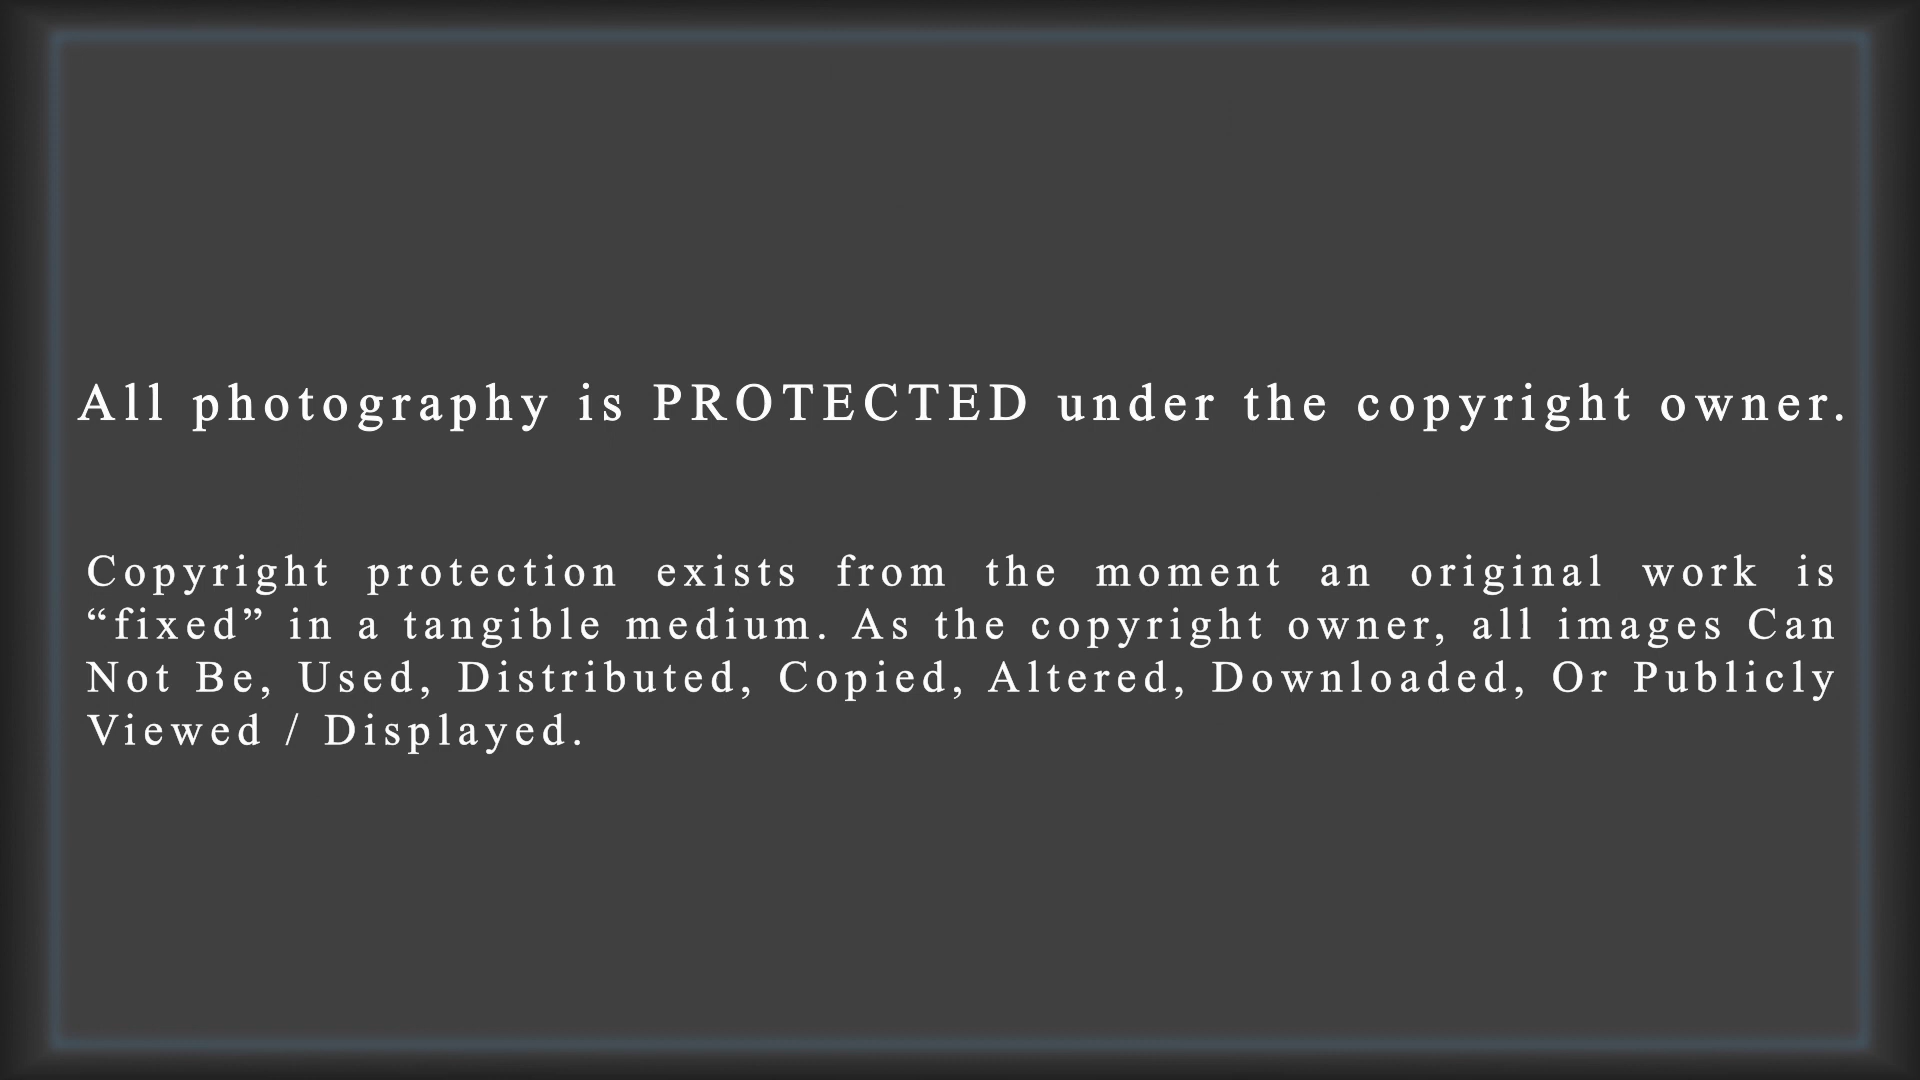 All photography is PROTECTED under the copyright owner.
Copyright protection exists from the moment an original work is
“fixed” in a tangible medium. As the copyright owner, all images Can
Not Be, Used, Distributed, Copied, Altered, Downloaded, Or Publicly
Viewed / Displayed.